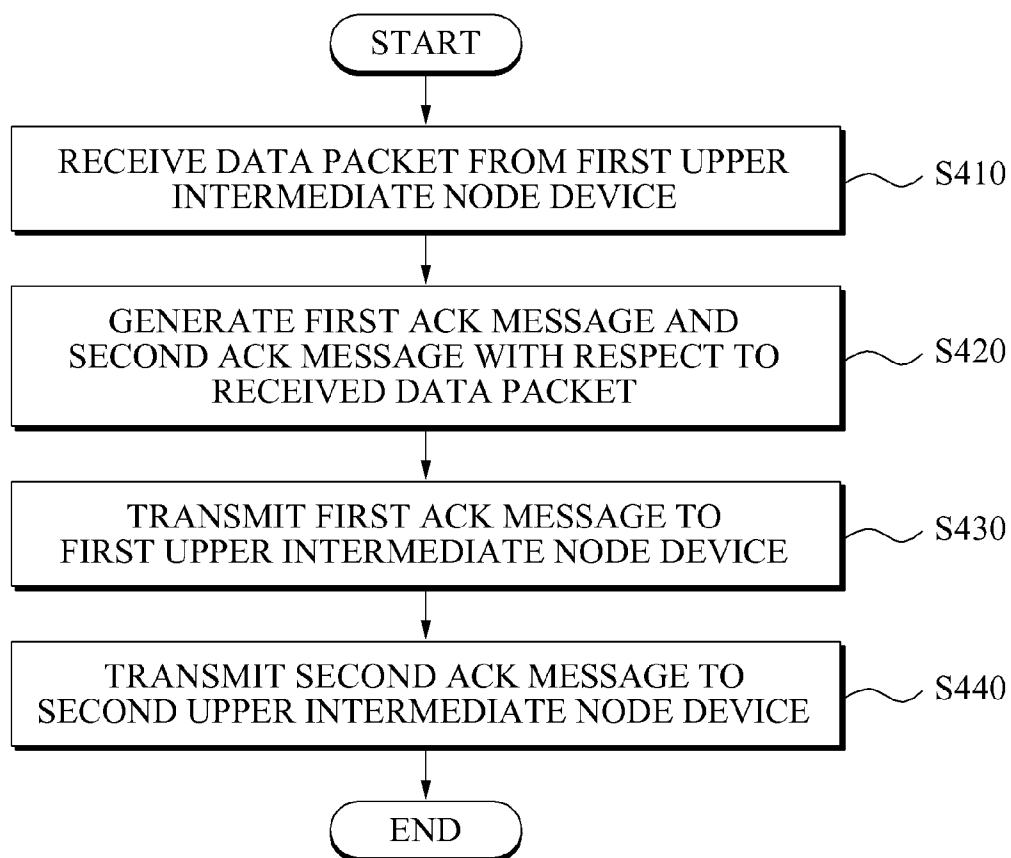 START
RECEIVE DATA PACKET FROM FIRST UPPER
INTERMEDIATE NODE DEVICE
S410
GENERATE FIRST ACK MESSAGE AND
SECOND ACK MESSAGE WITH RESPECT TO
RECEIVED DATA PACKET
S420
TRANSMIT FIRST ACK MESSAGE TO
FIRST UPPER INTERMEDIATE NODE DEVICE
S430
TRANSMIT SECOND ACK MESSAGE TO
SECOND UPPER INTERMEDIATE NODE DEVICE
S440
END